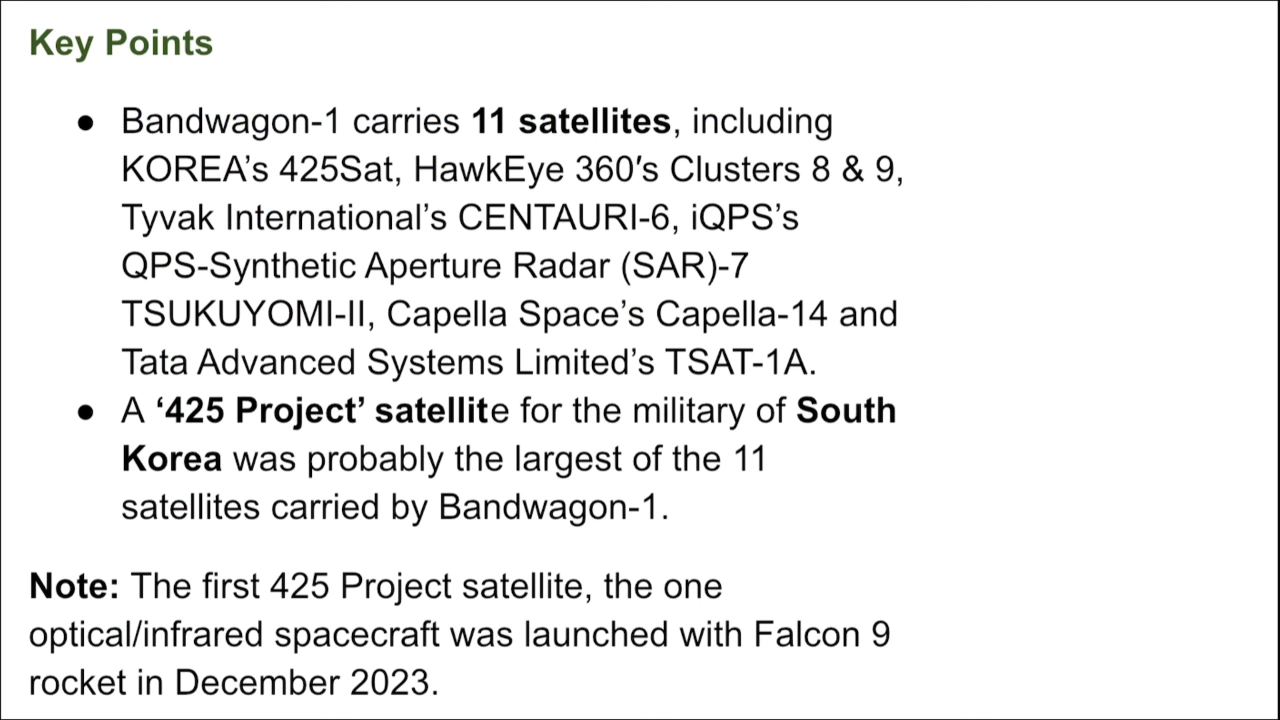 Key Points
● Bandwagon-1 carries 11 satellites, including
KOREA’s 425Sat, HawkEye 360′s Clusters 8 & 9,
Tyvak International’s CENTAURI-6, iQPS’s
QPS-Synthetic Aperture Radar (SAR)-7
TSUKUYOMI-II, Capella Space’s Capella-14 and
Tata Advanced Systems Limited’s TSAT-1A.
● A ‘425 Project’ satellite for the military of South
Korea was probably the largest of the 11
satellites carried by Bandwagon-1.
Note: The first 425 Project satellite, the one
optical/infrared spacecraft was launched with Falcon 9
rocket in December 2023.